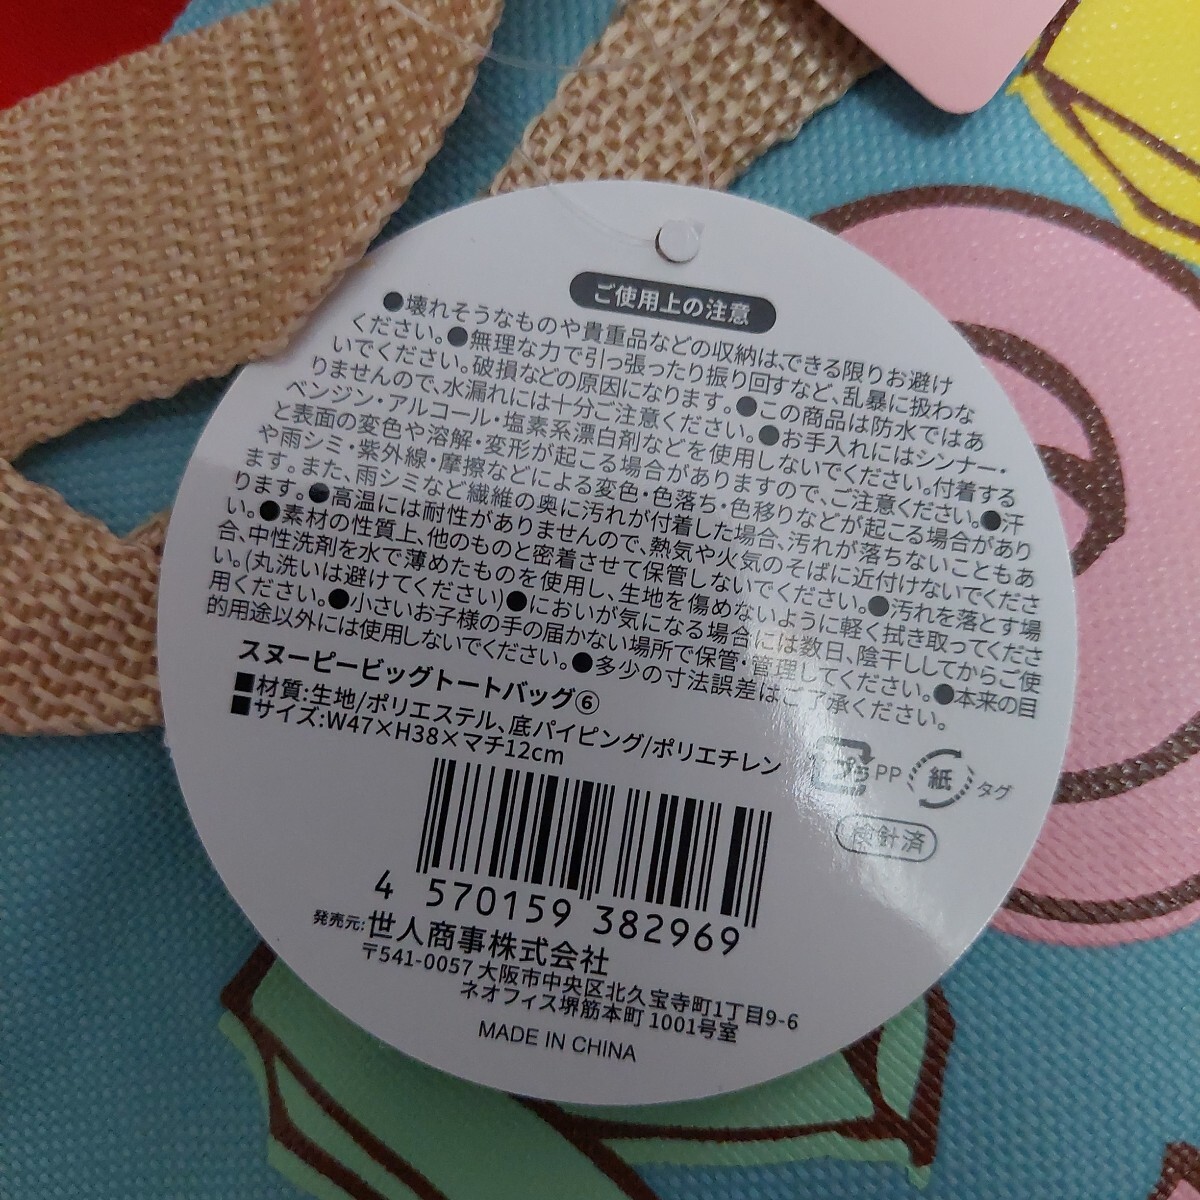 ご使用上の注意
●壊れそうなものや貴重品などの収納は、できる限りお避け
ください。●無理な力で引っ張ったり振り回すなど、乱暴に扱わな
いでください。破損などの原因になります。●この商品は防水ではあ
りませんので、水漏れには十分ご注意ください。●お手入れにはシンナー・
ベンジン・アルコール・塩素系漂白剤などを使用しないでください。付着する
と表面の変色や溶解・変形が起こる場合がありますので、ご注意ください。●汗
や雨シミ・紫外線・摩擦などによる変色・色落ち・色移りなどが起こる場合があり
ます。また、雨シミなど繊維の奥に汚れが付着した場合、汚れが落ちないこともあ
ります。●高温には耐性がありませんので、熱気や火気のそばに近付けないでくださ
い。●素材の性質上、他のものと密着させて保管しないでください。●汚れを落とす場
合、中性洗剤を水で薄めたものを使用し、生地を傷めないように軽く拭き取ってくださ
い。(丸洗いは避けてください)●においが気になる場合には数日、陰干ししてからご使
用ください。●小さいお子様の手の届かない場所で保管・管理してください。●本来の目
的用途以外には使用しないでください。●多少の寸法誤差はご了承ください。
スヌーピービッグトートバッグ⑥
■材質:生地/ポリエステル、底パイピング/ポリエチレン
■サイズ:W47×H38×マチ12cm
プラ PP 紙 タグ
検針済
4 570159 382969
発売元:世人商事株式会社
〒541-0057 大阪市中央区北久宝寺町1丁目9-6
ネオフィス堺筋本町 1001号室
MADE IN CHINA